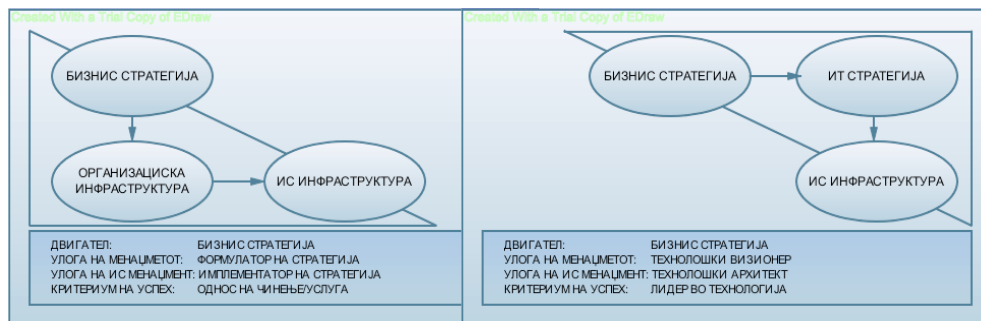 Created With a Trial Copy of EDraw
БИЗНИС СТРАТЕГИЈА
ОРГАНИЗАЦИСКА
ИНФРАСТРУКТУРА
ИС ИНФРАСТРУКТУРА
ДВИГАТЕЛ: БИЗНИС СТРАТЕГИЈА
УЛОГА НА МЕНАЏМЕТОТ: ФОРМУЛАТОР НА СТРАТЕГИЈА
УЛОГА НА ИС МЕНАЏМЕНТ: ИМПЛЕМЕНТАТОР НА СТРАТЕГИЈА
КРИТЕРИУМ НА УСПЕХ: ОДНОС НА ЧИНЕЊЕ/УСЛУГА
Created With a Trial Copy of EDraw
БИЗНИС СТРАТЕГИЈА
ИТ СТРАТЕГИЈА
ИС ИНФРАСТРУКТУРА
ДВИГАТЕЛ: БИЗНИС СТРАТЕГИЈА
УЛОГА НА МЕНАЏМЕТОТ: ТЕХНОЛОШКИ ВИЗИОНЕР
УЛОГА НА ИС МЕНАЏМЕНТ: ТЕХНОЛОШКИ АРХИТЕКТ
КРИТЕРИУМ НА УСПЕХ: ЛИДЕР ВО ТЕХНОЛОГИЈА